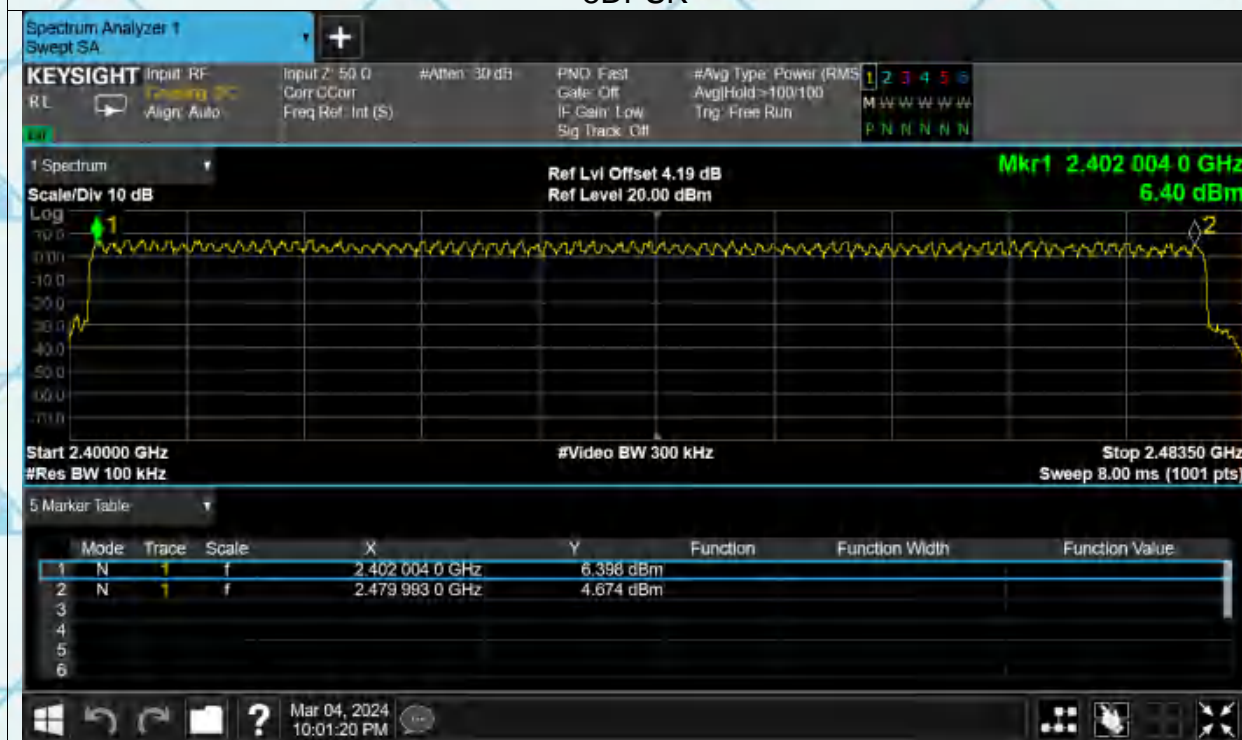 Spectrum Analyzer 1
Swept SA
+
KEYSIGHT Input: RF Input Z: 50 Ω #Atten: 30 dB PNO: Fast #Avg Type: Power (RMS 1 2 3 4 5 6
RL Coupling: DC Corr CCorr Gate: Off Avg|Hold:>100/100 M W W W W W
Align: Auto Freq Ref: Int (S) IF Gain: Low Trig: Free Run
Sig Track: Off P N N N N N
1 Spectrum Ref Lvl Offset 4.19 dB Mkr1 2.402 004 0 GHz
Scale/Div 10 dB Ref Level 20.00 dBm 6.40 dBm
Log
10.0
0.00
-10.0
-20.0
-30.0
-40.0
-50.0
-60.0
-70.0
1
2
Start 2.40000 GHz #Video BW 300 kHz Stop 2.48350 GHz
#Res BW 100 kHz Sweep 8.00 ms (1001 pts)
5 Marker Table
Mode Trace Scale X Y Function Function Width Function Value
1 N 1 f 2.402 004 0 GHz 6.398 dBm
2 N 1 f 2.479 993 0 GHz 4.674 dBm
3
4
5
6
? Mar 04, 2024
10:01:20 PM